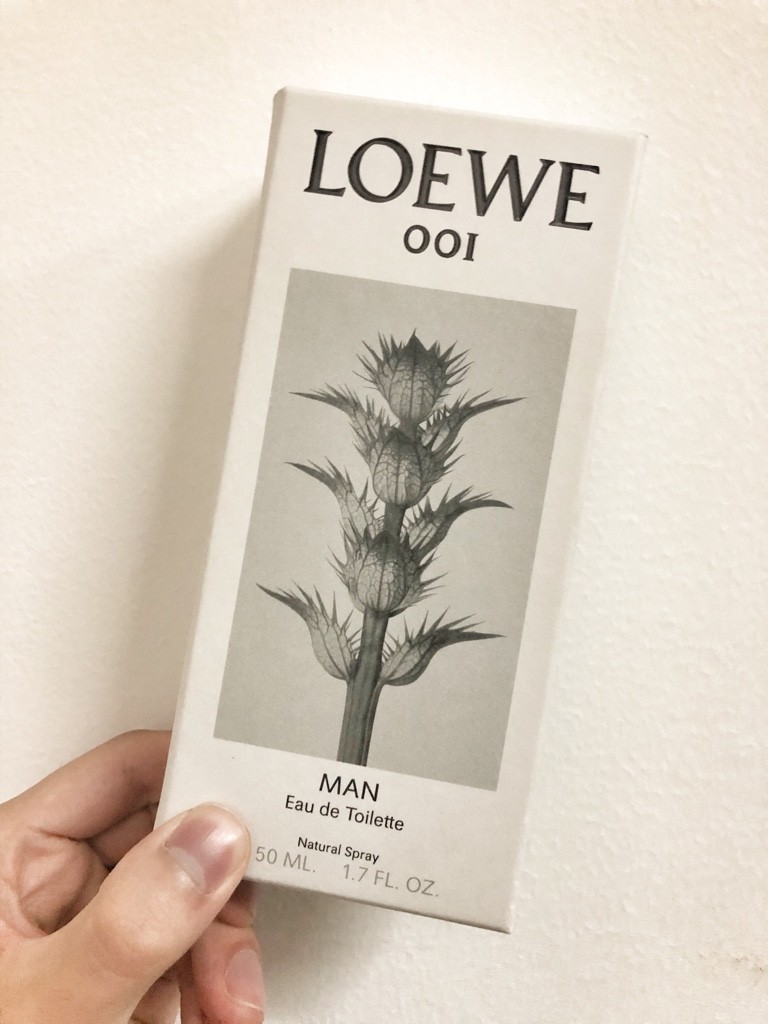 LOEWE
001
MAN
Eau de Toilette
Natural Spray
50 ML. 1.7 FL. OZ.